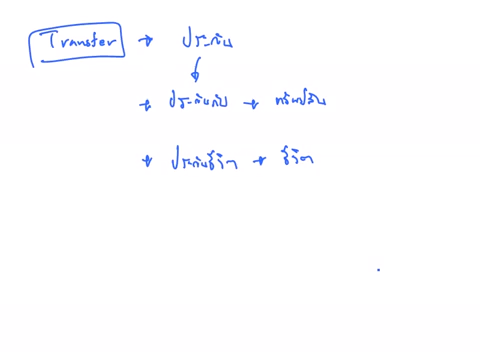 Transfer → ประกัน
→ ประกันภัย → ทรัพย์สิน
→ ประกันชีวิต → ชีวิต